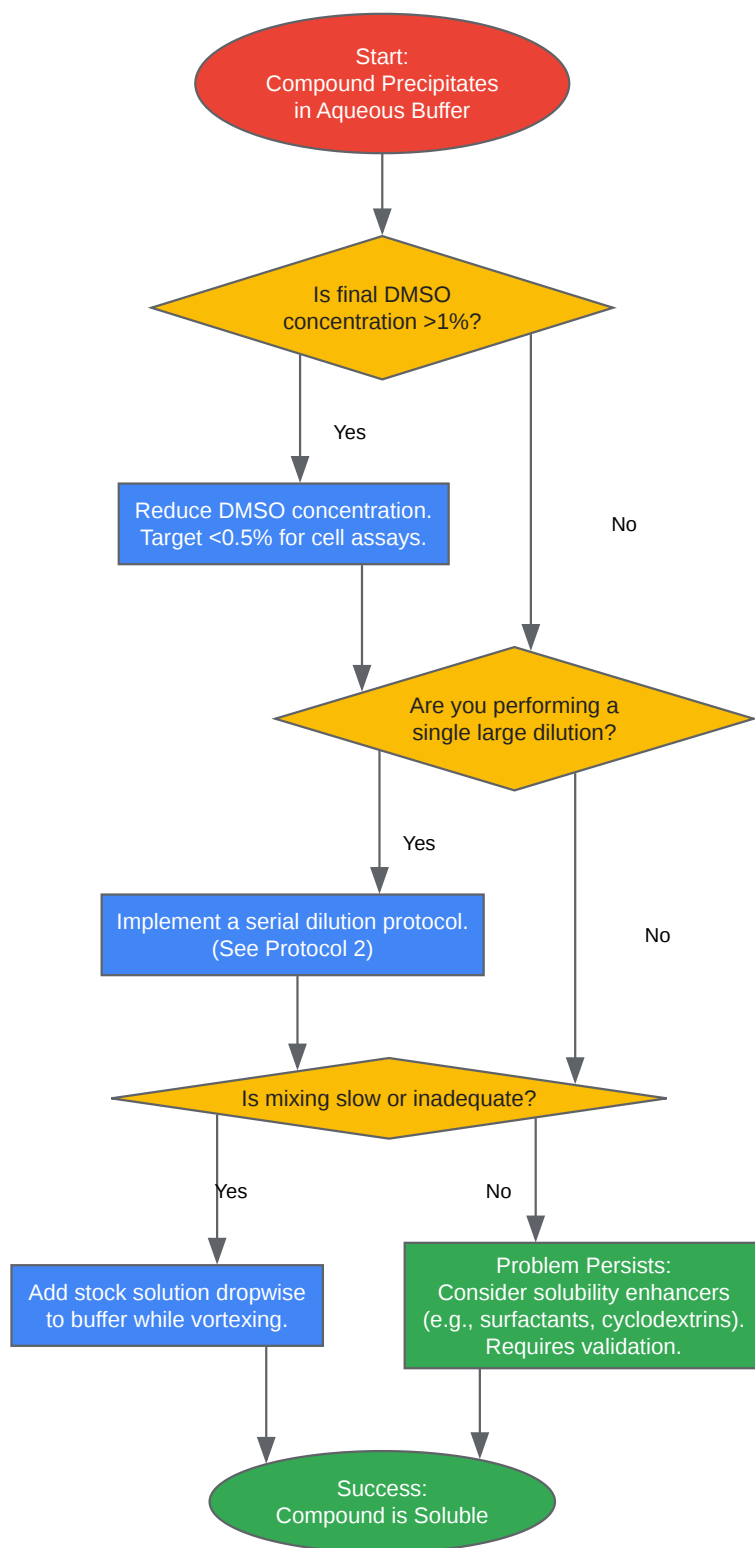 Start:
Compound Precipitates
in Aqueous Buffer
Is final DMSO
concentration >1%?
Yes
Reduce DMSO concentration.
Target <0.5% for cell assays.
No
Are you performing a
single large dilution?
Yes
Implement a serial dilution protocol.
(See Protocol 2)
No
Is mixing slow or inadequate?
Yes
No
Add stock solution dropwise
to buffer while vortexing.
Problem Persists:
Consider solubility enhancers
(e.g., surfactants, cyclodextrins).
Requires validation.
Success:
Compound is Soluble